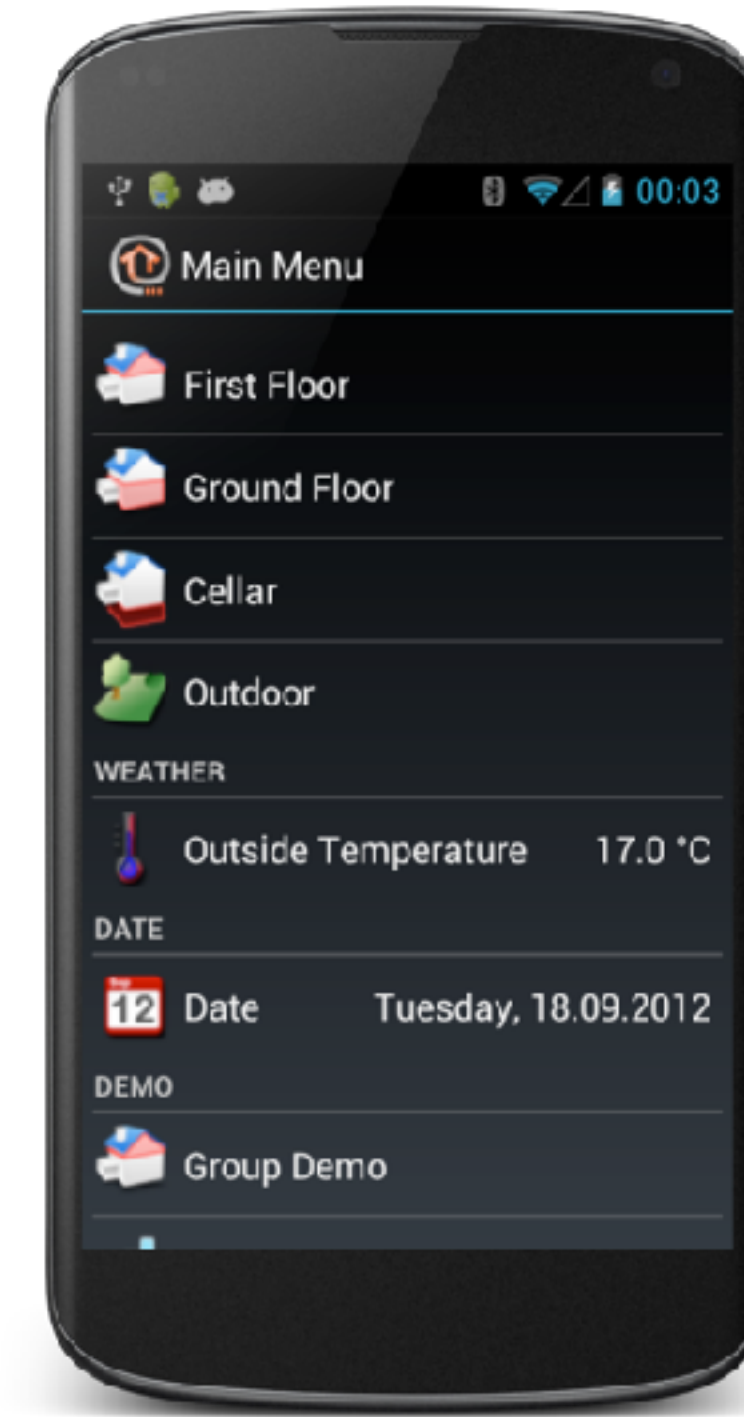 00:03
Main Menu
First Floor
Ground Floor
Cellar
Outdoor
WEATHER
Outside Temperature 17.0 °C
DATE
12
Date Tuesday, 18.09.2012
DEMO
Group Demo